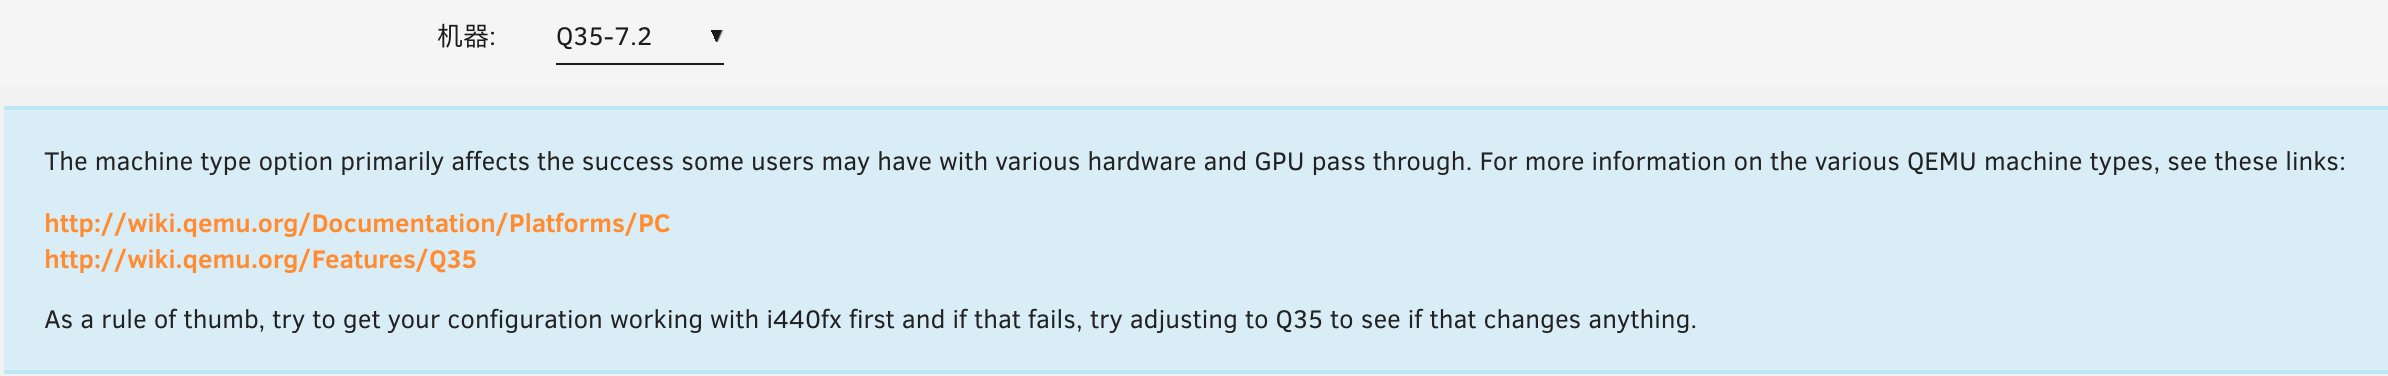 机器: Q35-7.2
The machine type option primarily affects the success some users may have with various hardware and GPU pass through. For more information on the various QEMU machine types, see these links:
http://wiki.qemu.org/Documentation/Platforms/PC
http://wiki.qemu.org/Features/Q35
As a rule of thumb, try to get your configuration working with i440fx first and if that fails, try adjusting to Q35 to see if that changes anything.